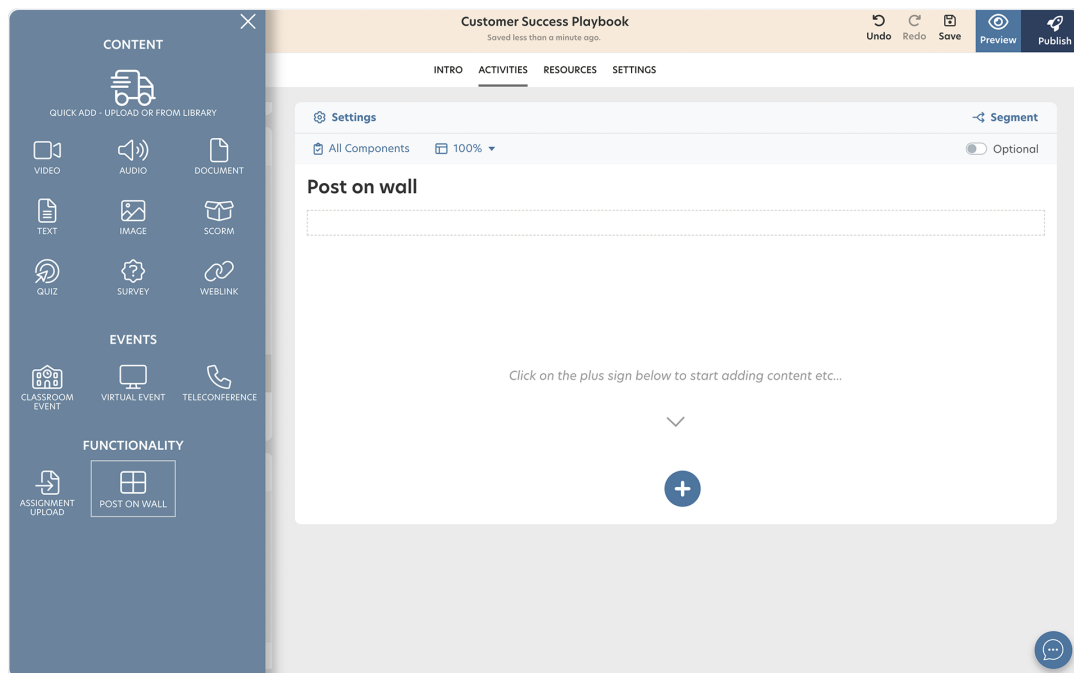 CONTENT
QUICK ADD - UPLOAD OR FROM LIBRARY
VIDEO
AUDIO
DOCUMENT
TEXT
IMAGE
SCORM
QUIZ
SURVEY
WEBLINK
EVENTS
CLASSROOM
EVENT
VIRTUAL EVENT
TELECONFERENCE
FUNCTIONALITY
ASSIGNMENT
UPLOAD
POST ON WALL
Customer Success Playbook
Saved less than a minute ago.
Undo
Redo
Save
Preview
Publish
INTRO
ACTIVITIES
RESOURCES
SETTINGS
Settings
Segment
All Components
100%
Optional
Post on wall
Click on the plus sign below to start adding content etc...